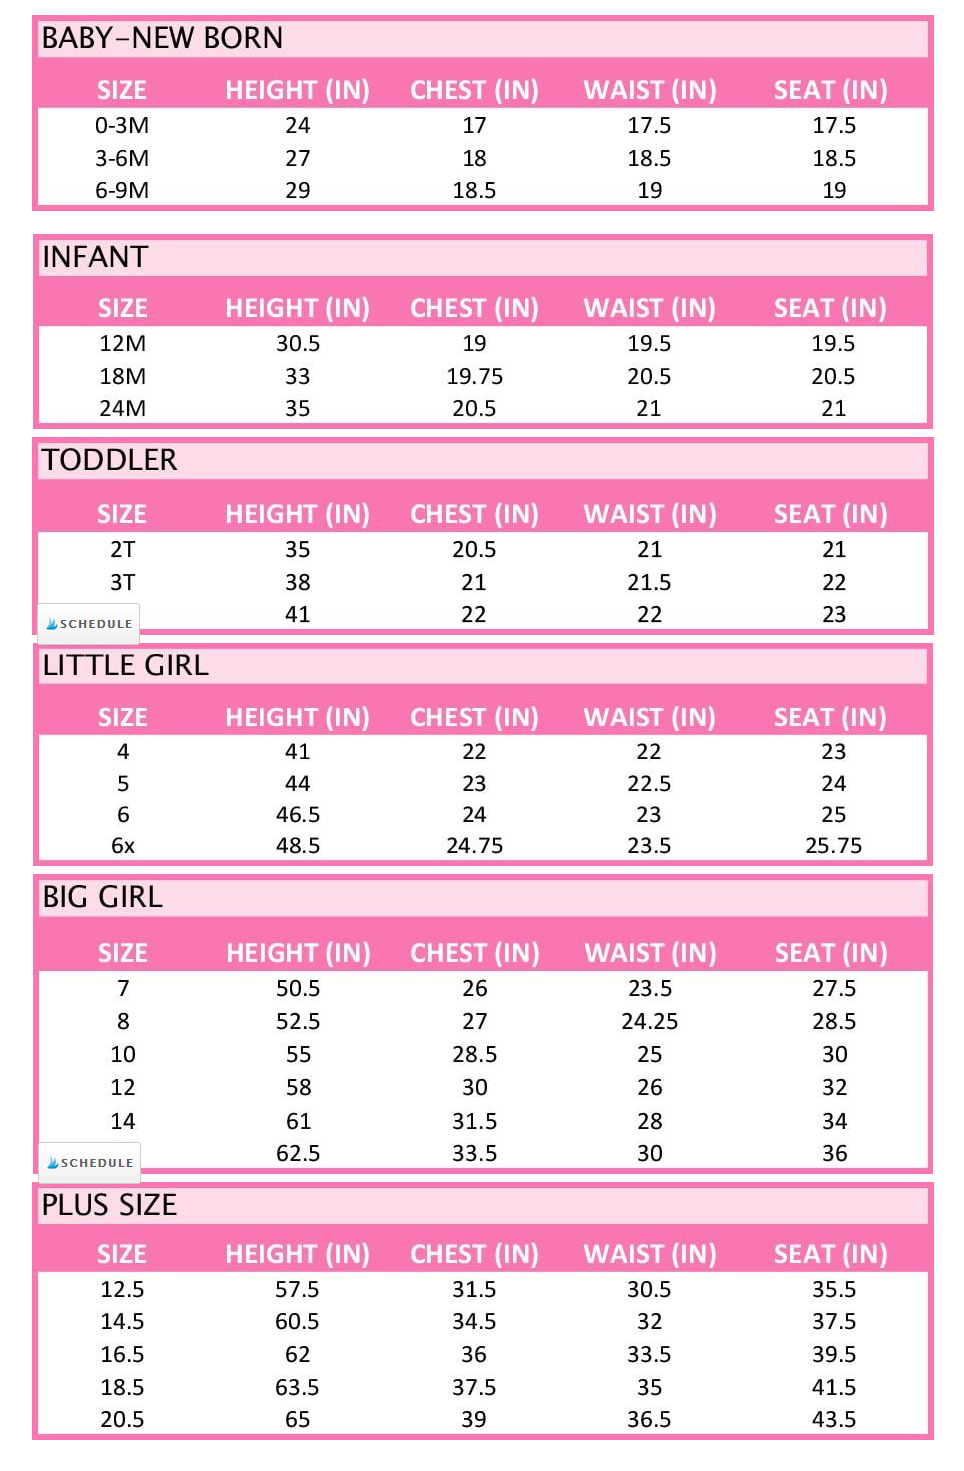 BABY-NEW BORN
SIZE HEIGHT (IN) CHEST (IN) WAIST (IN) SEAT (IN)
0-3M 24 17 17.5 17.5
3-6M 27 18 18.5 18.5
6-9M 29 18.5 19 19
INFANT
SIZE HEIGHT (IN) CHEST (IN) WAIST (IN) SEAT (IN)
12M 30.5 19 19.5 19.5
18M 33 19.75 20.5 20.5
24M 35 20.5 21 21
TODDLER
SIZE HEIGHT (IN) CHEST (IN) WAIST (IN) SEAT (IN)
2T 35 20.5 21 21
3T 38 21 21.5 22
SCHEDULE 41 22 22 23
LITTLE GIRL
SIZE HEIGHT (IN) CHEST (IN) WAIST (IN) SEAT (IN)
4 41 22 22 23
5 44 23 22.5 24
6 46.5 24 23 25
6x 48.5 24.75 23.5 25.75
BIG GIRL
SIZE HEIGHT (IN) CHEST (IN) WAIST (IN) SEAT (IN)
7 50.5 26 23.5 27.5
8 52.5 27 24.25 28.5
10 55 28.5 25 30
12 58 30 26 32
14 61 31.5 28 34
SCHEDULE 62.5 33.5 30 36
PLUS SIZE
SIZE HEIGHT (IN) CHEST (IN) WAIST (IN) SEAT (IN)
12.5 57.5 31.5 30.5 35.5
14.5 60.5 34.5 32 37.5
16.5 62 36 33.5 39.5
18.5 63.5 37.5 35 41.5
20.5 65 39 36.5 43.5